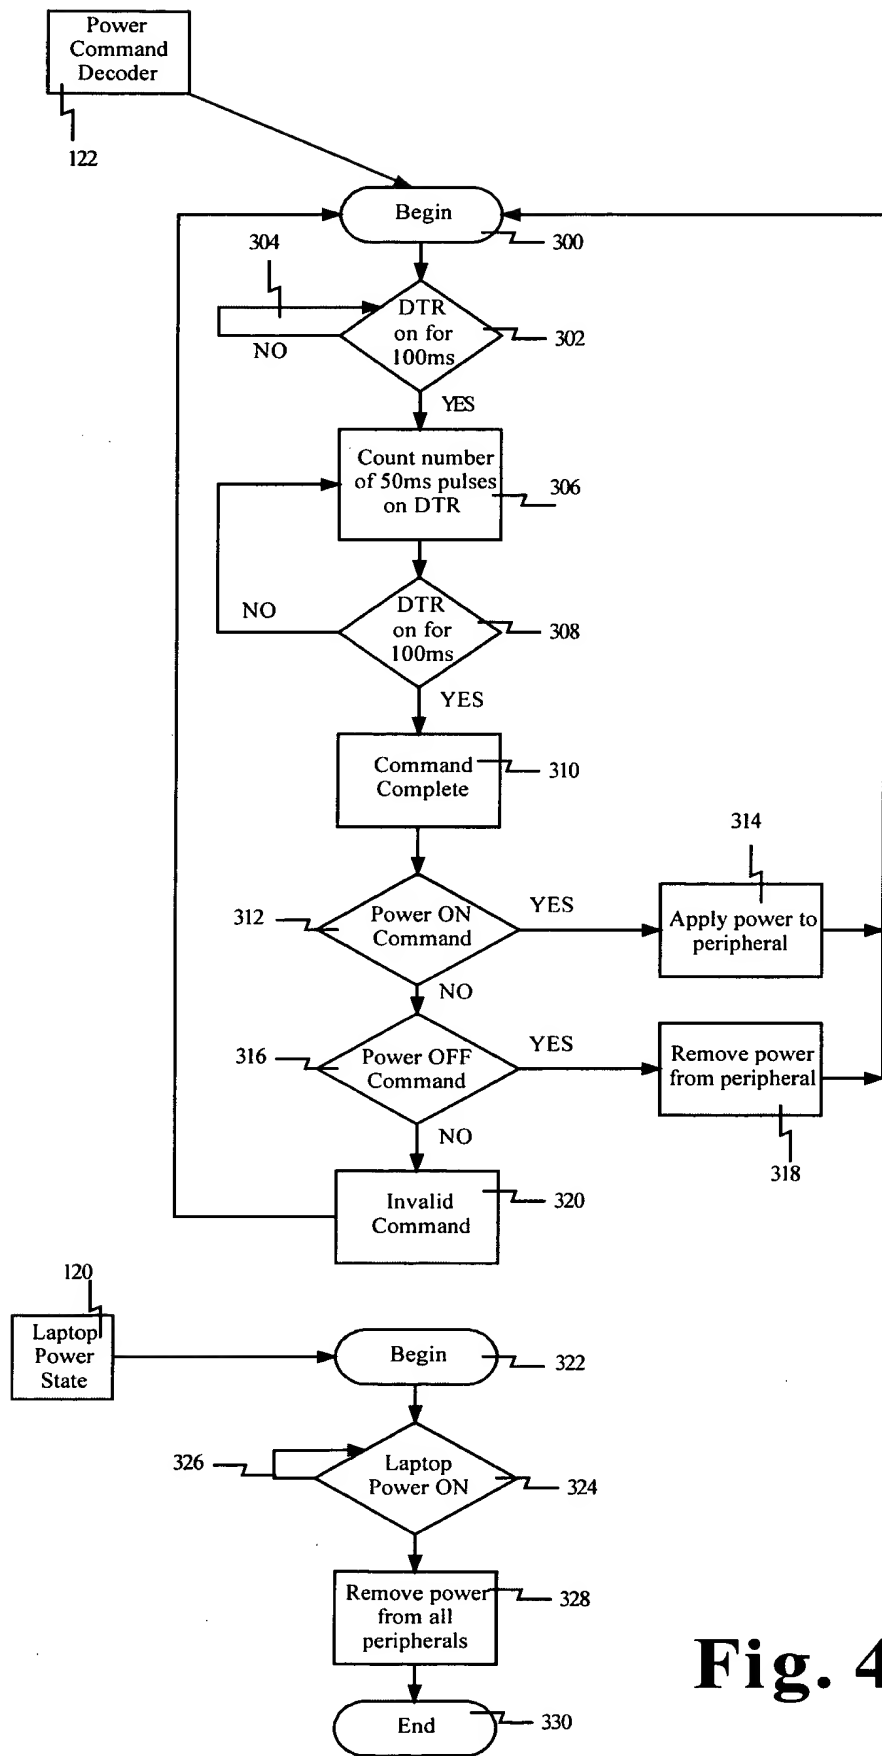 Power
Command
Decoder
122
Begin
300
304
DTR
on for
100ms
302
NO
YES
Count number
of 50ms pulses
on DTR
306
DTR
on for
100ms
308
NO
YES
Command
Complete
310
312
Power ON
Command
YES
314
Apply power to
peripheral
NO
316
Power OFF
Command
YES
Remove power
from peripheral
318
NO
Invalid
Command
320
120
Laptop
Power
State
Begin
322
326
Laptop
Power ON
324
Remove power
from all
peripherals
328
End
330
Fig. 4